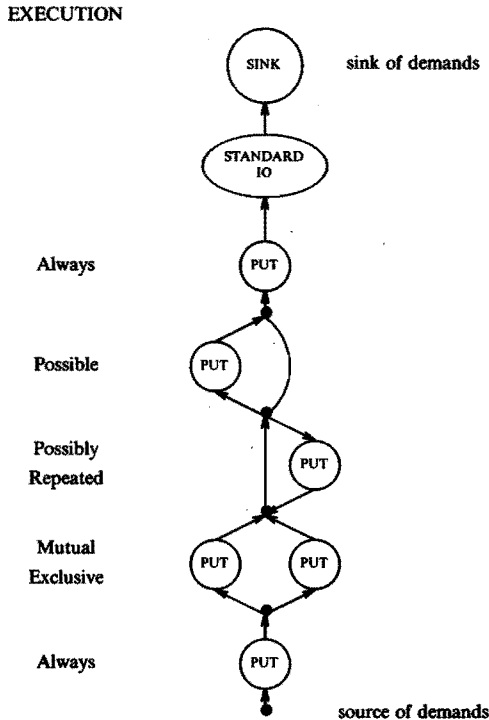 EXECUTION
SINK
sink of demands
STANDARD
IO
Always
PUT
Possible
PUT
Possibly
Repeated
PUT
Mutual
Exclusive
PUT
PUT
Always
PUT
source of demands